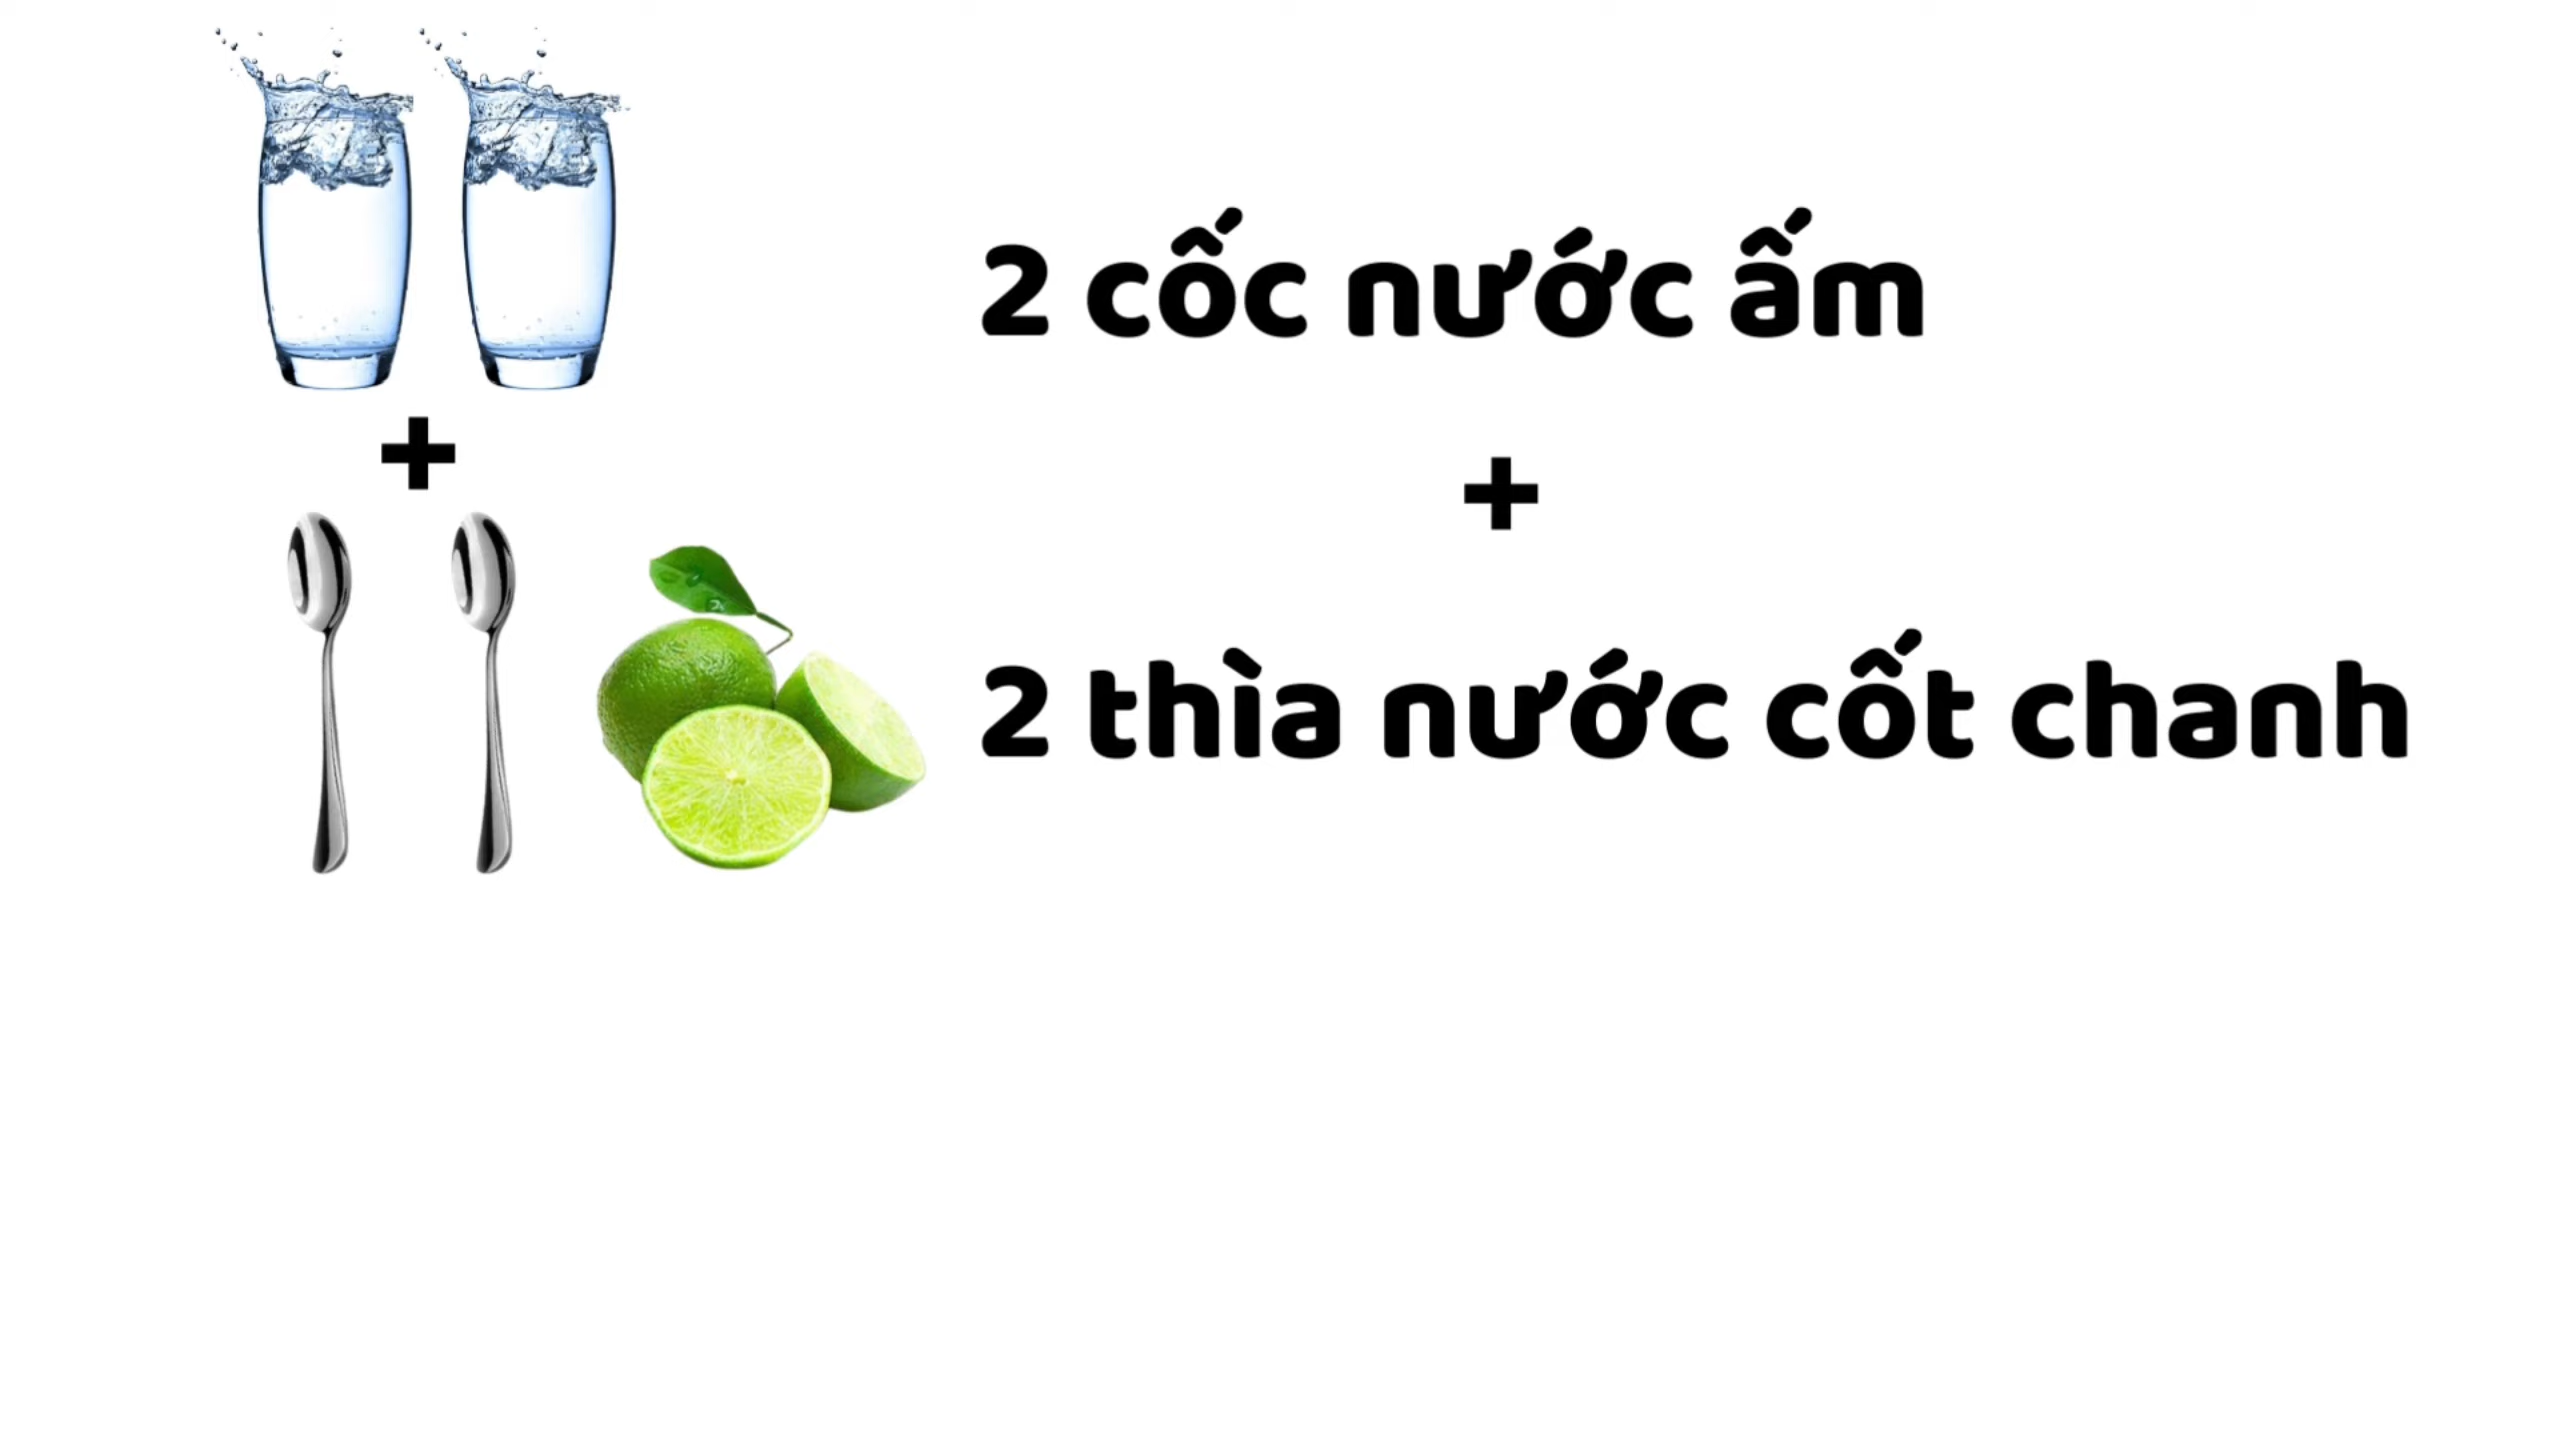 2 cốc nước ấm
+
+
2 thìa nước cốt chanh